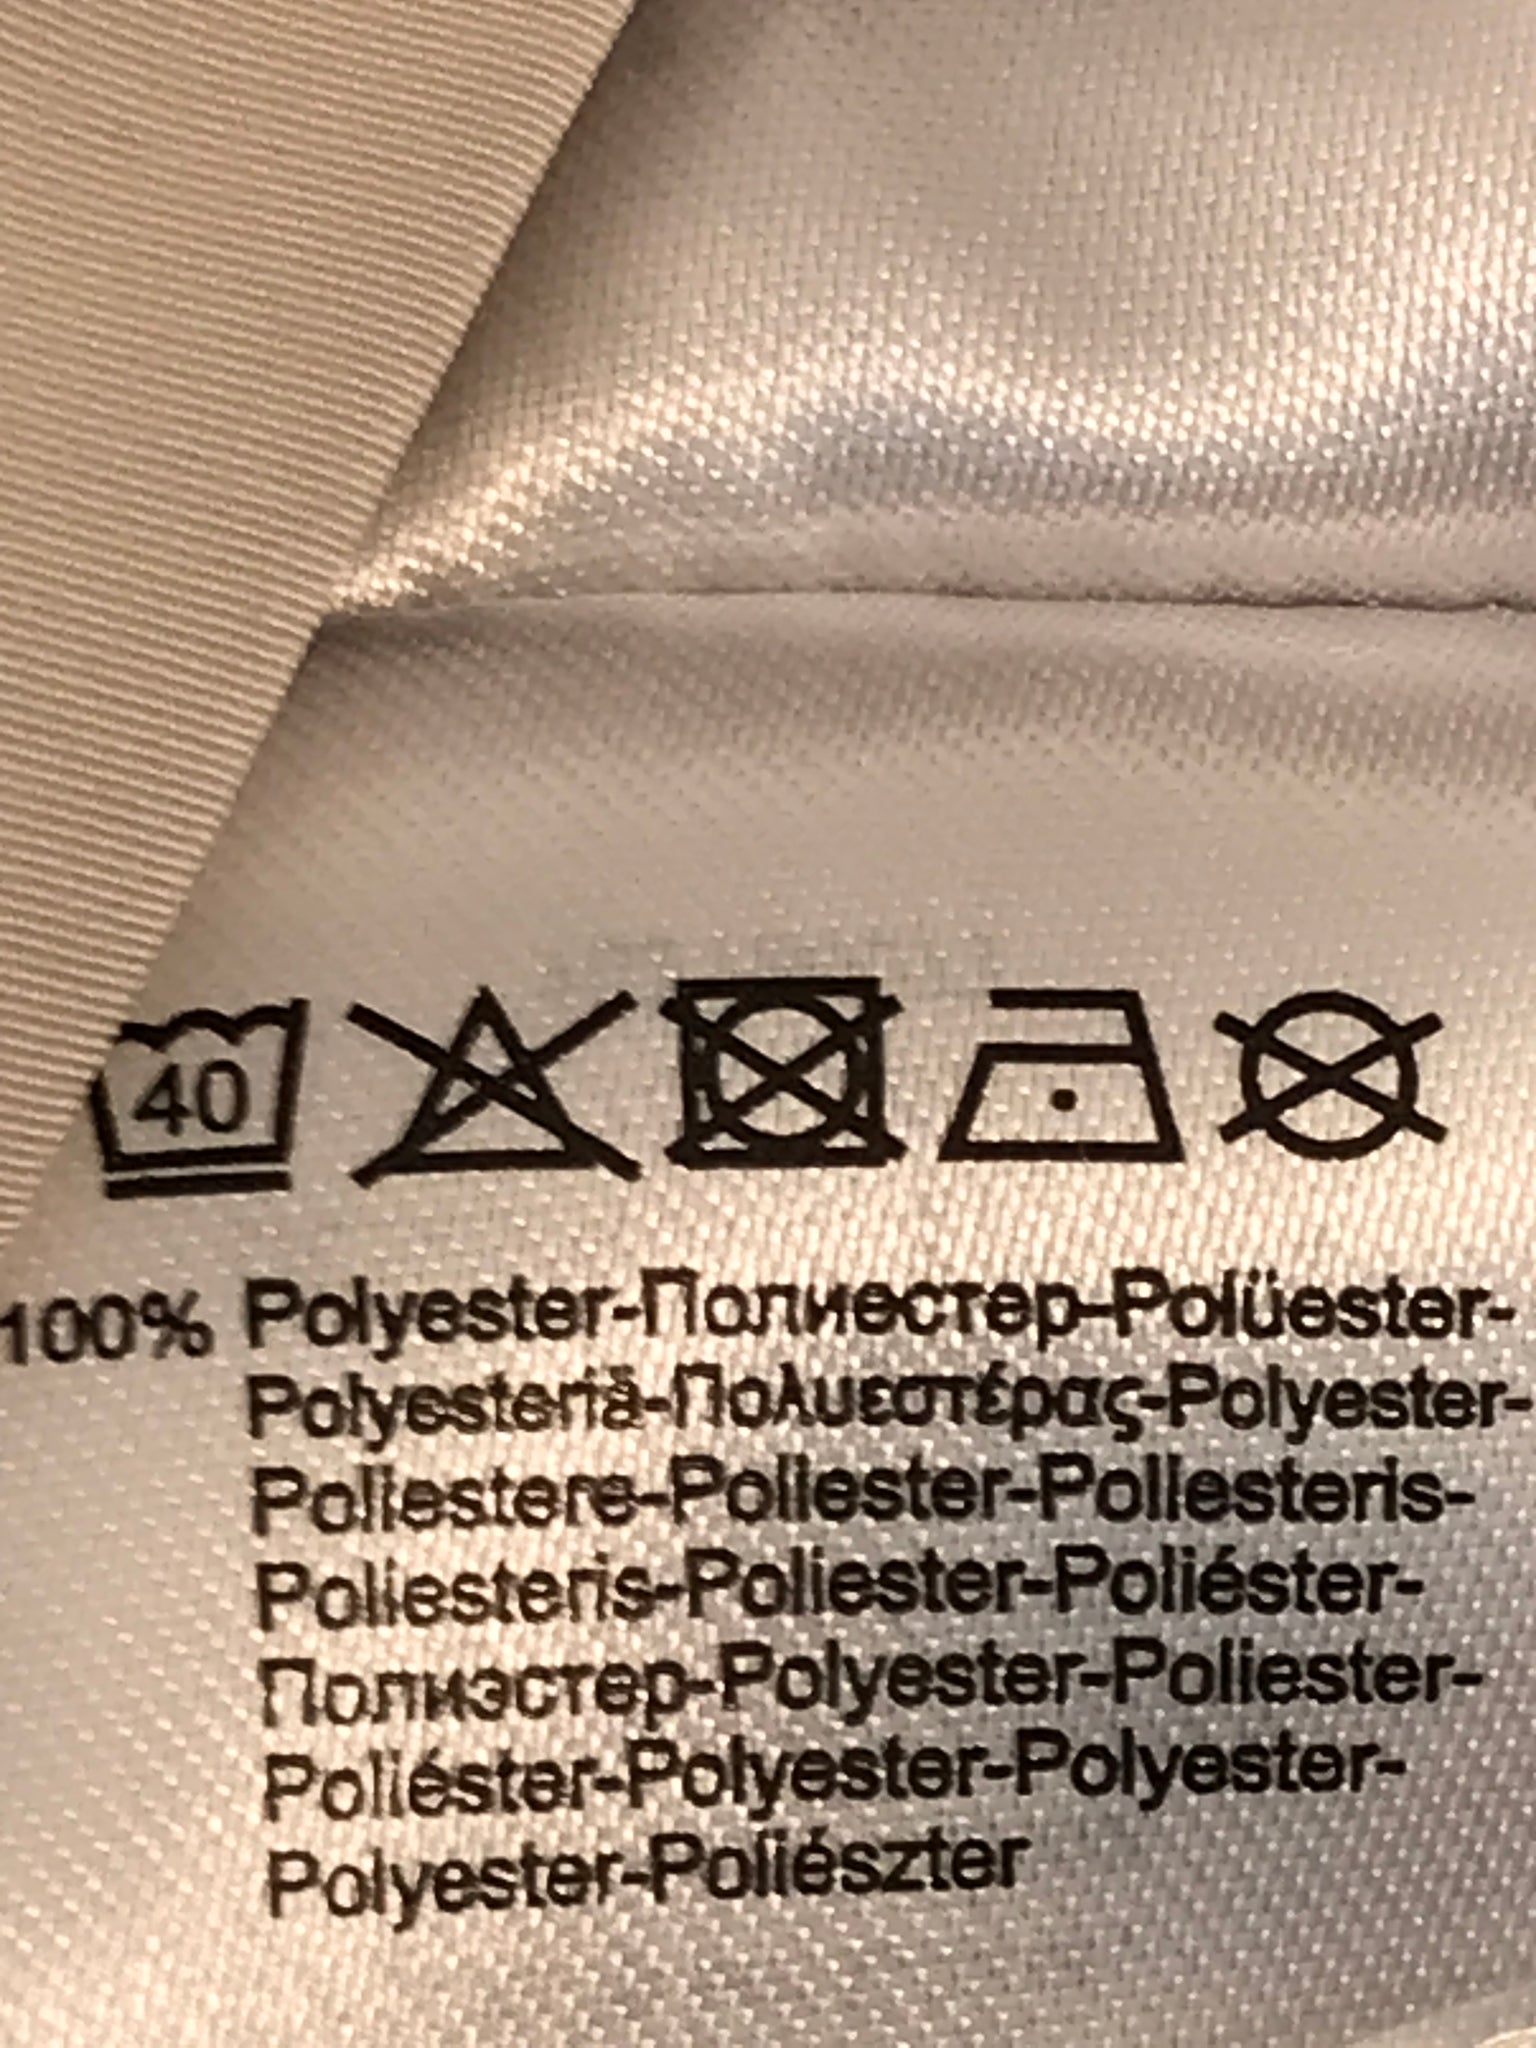 40
100% Polyester-Полиестер-Polüester-
Polyesteriä-Πολυεστέρας-Polyester-
Poliestere-Poliester-Poliesteris-
Poliesteris-Poliester-Poliéster-
Полиэстер-Polyester-Poliester-
Poliéster-Polyester-Polyester-
Polyester-Poliészter